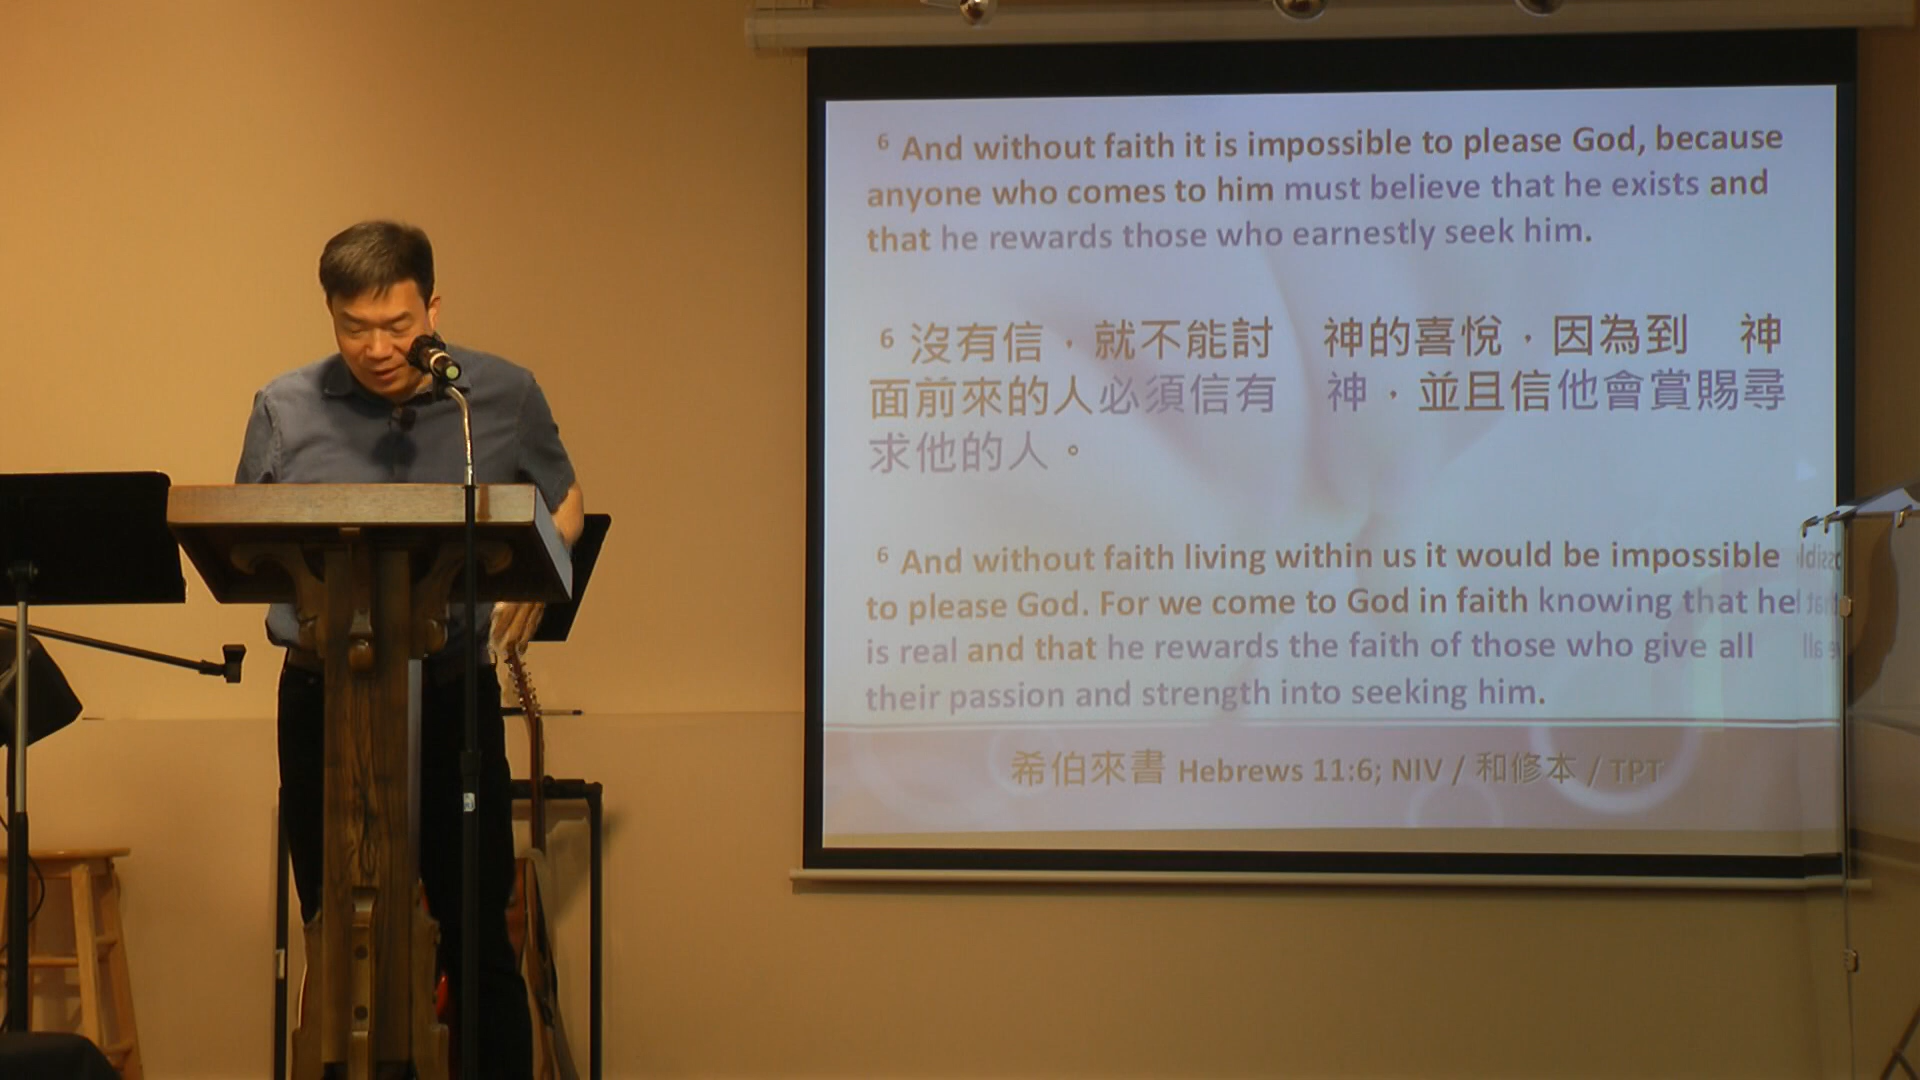 6 And without faith it is impossible to please God, because
anyone who comes to him must believe that he exists and
that he rewards those who earnestly seek him.
6 沒有信，就不能討　神的喜悅，因為到　神
面前來的人必須信有　神，並且信他會賞賜尋
求他的人。
6 And without faith living within us it would be impossible
to please God. For we come to God in faith knowing that he
is real and that he rewards the faith of those who give all
their passion and strength into seeking him.
希伯來書 Hebrews 11:6; NIV / 和修本 / TPT